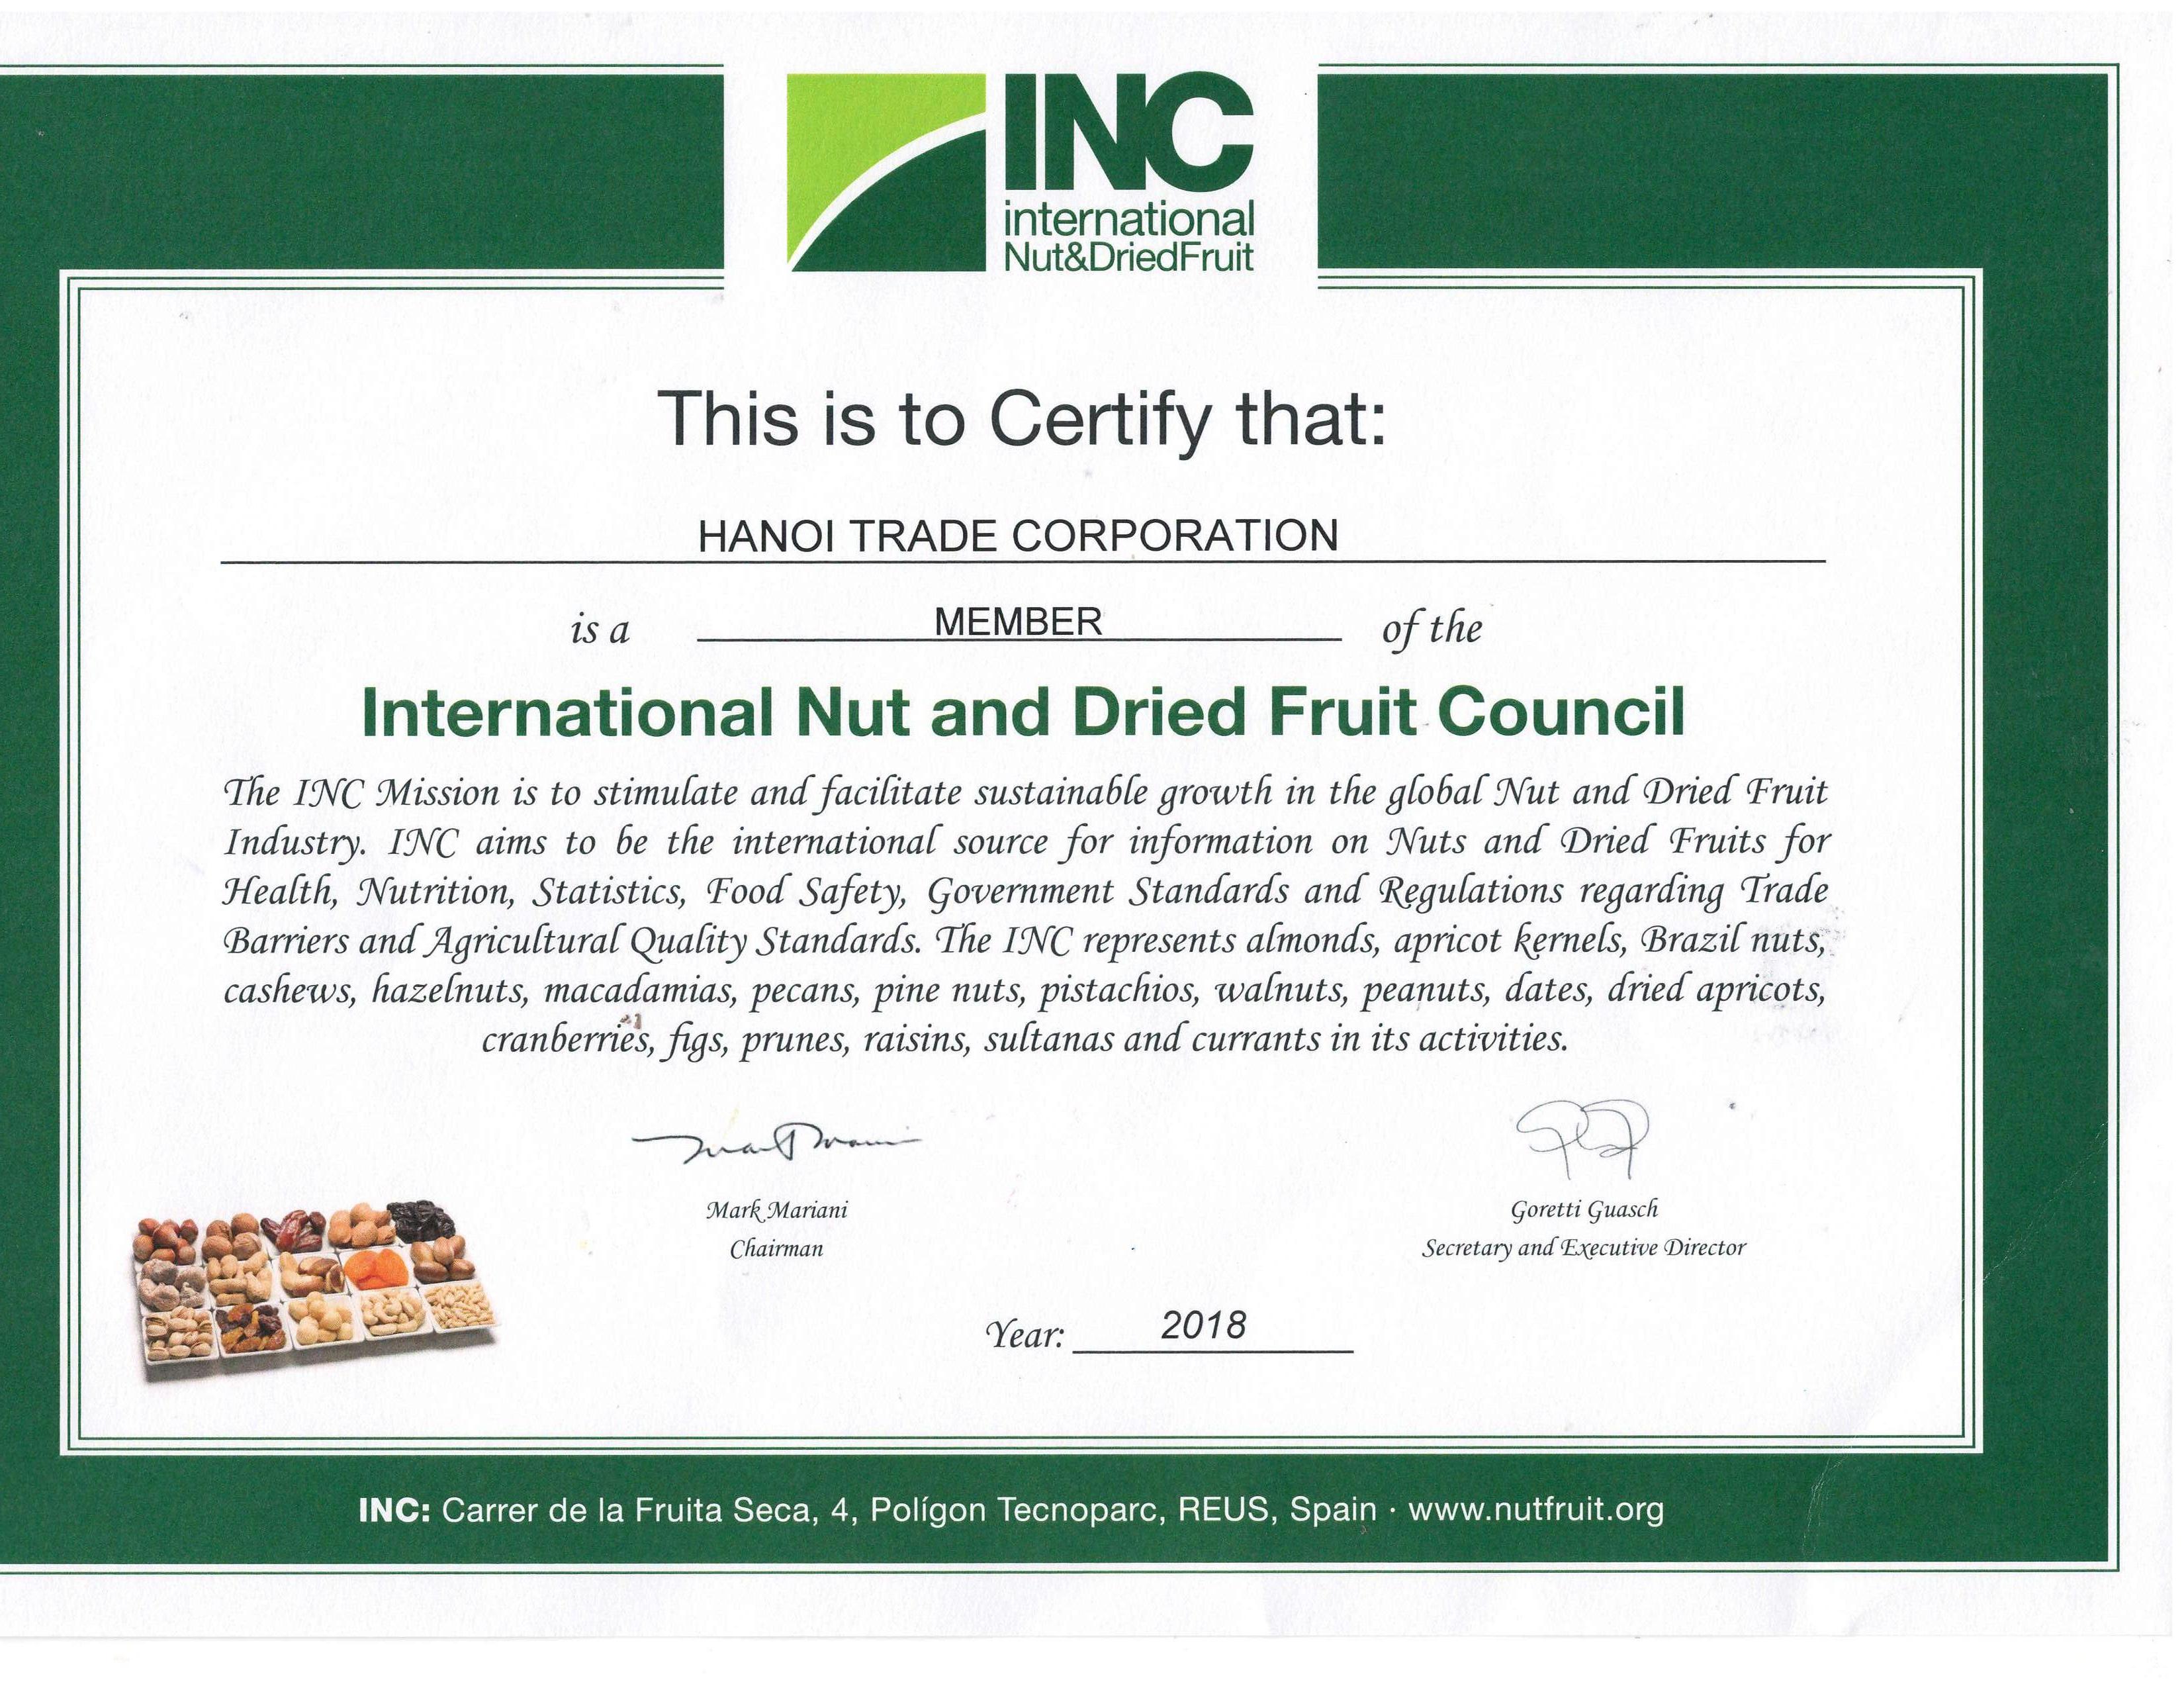 INC
international
Nut&DriedFruit
This is to Certify that:
HANOI TRADE CORPORATION
is a MEMBER of the
International Nut and Dried Fruit Council
The INC Mission is to stimulate and facilitate sustainable growth in the global Nut and Dried Fruit
Industry. INC aims to be the international source for information on Nuts and Dried Fruits for
Health, Nutrition, Statistics, Food Safety, Government Standards and Regulations regarding Trade
Barriers and Agricultural Quality Standards. The INC represents almonds, apricot kernels, Brazil nuts,
cashews, hazelnuts, macadamias, pecans, pine nuts, pistachios, walnuts, peanuts, dates, dried apricots,
cranberries, figs, prunes, raisins, sultanas and currants in its activities.
Mark Mariani
Chairman
Goretti Guasch
Secretary and Executive Director
Year: 2018
INC: Carrer de la Fruita Seca, 4, Polígon Tecnoparc, REUS, Spain · www.nutfruit.org